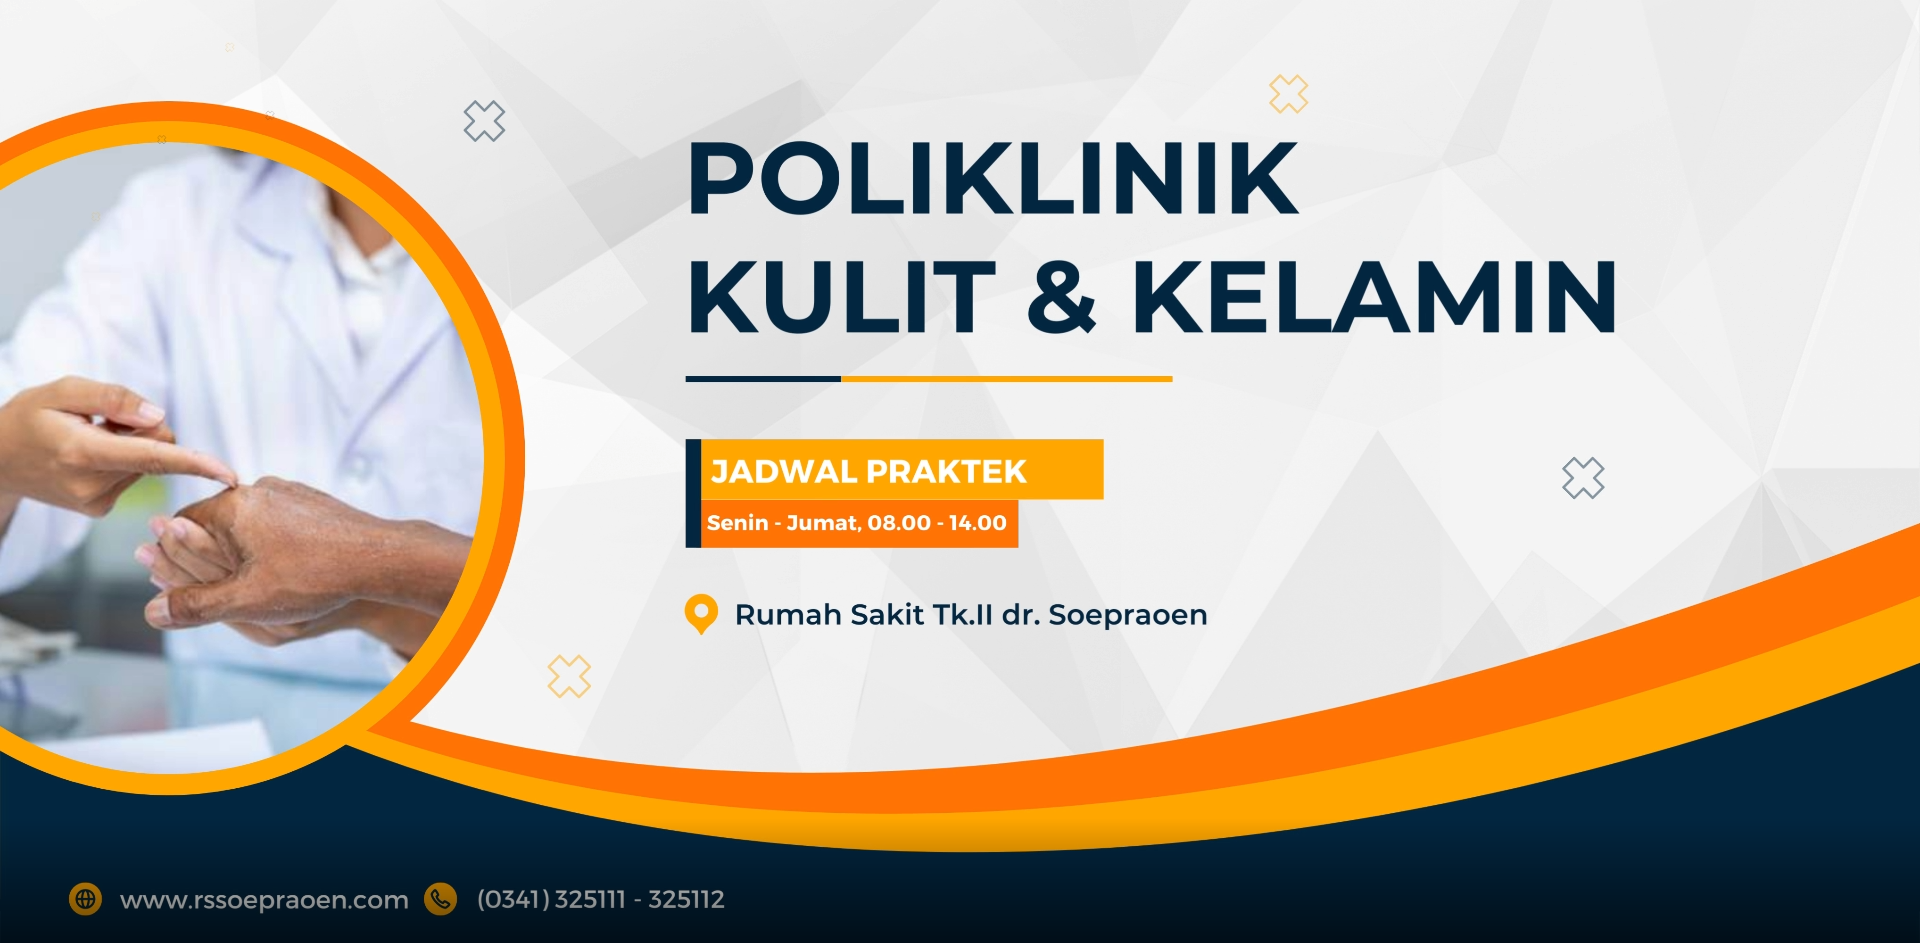 POLIKLINIK
KULIT & KELAMIN
JADWAL PRAKTEK
Senin - Jumat, 08.00 - 14.00
Rumah Sakit Tk.II dr. Soepraoen
www.rssoepraoen.com (0341) 325111 - 325112